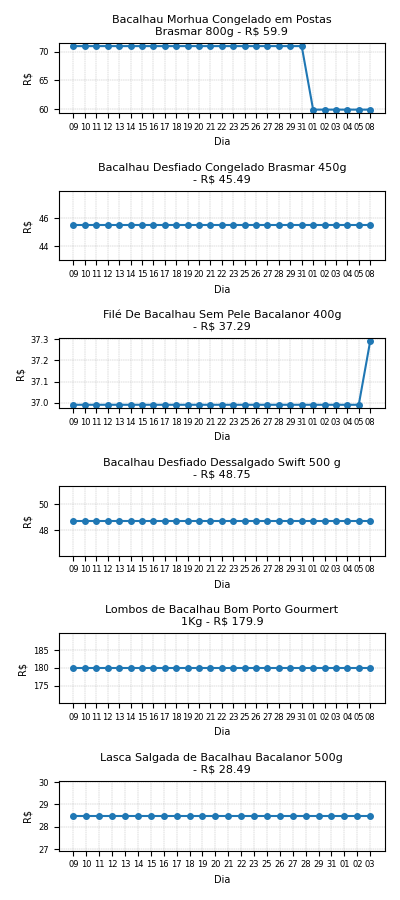 Bacalhau Morhua Congelado em Postas
Brasmar 800g - R$ 59.9
R$
70
65
60
09 10 11 12 13 14 15 16 17 18 19 20 21 22 23 25 26 27 28 29 31 01 02 03 04 05 08
Dia
Bacalhau Desfiado Congelado Brasmar 450g
- R$ 45.49
R$
46
44
09 10 11 12 13 14 15 16 17 18 19 20 21 22 23 25 26 27 28 29 31 01 02 03 04 05 08
Dia
Filé De Bacalhau Sem Pele Bacalanor 400g
- R$ 37.29
R$
37.3
37.2
37.1
37.0
09 10 11 12 13 14 15 16 17 18 19 20 21 22 23 25 26 27 28 29 31 01 02 03 04 05 08
Dia
Bacalhau Desfiado Dessalgado Swift 500 g
- R$ 48.75
R$
50
48
09 10 11 12 13 14 15 16 17 18 19 20 21 22 23 25 26 27 28 29 31 01 02 03 04 05 08
Dia
Lombos de Bacalhau Bom Porto Gourmert
1Kg - R$ 179.9
R$
185
180
175
09 10 11 12 13 14 15 16 17 18 19 20 21 22 23 25 26 27 28 29 31 01 02 03 04 05 08
Dia
Lasca Salgada de Bacalhau Bacalanor 500g
- R$ 28.49
R$
30
29
28
27
09 10 11 12 13 14 15 16 17 18 19 20 21 22 23 25 26 27 28 29 31 01 02 03
Dia